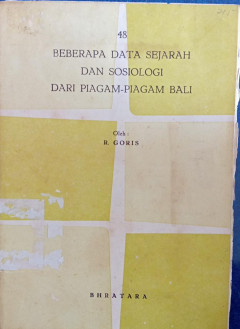 48
BEBERAPA DATA SEJARAH
DAN SOSIOLOGI
DARI PIAGAM-PIAGAM BALI
Oleh :
R. GORIS
BHRATARA